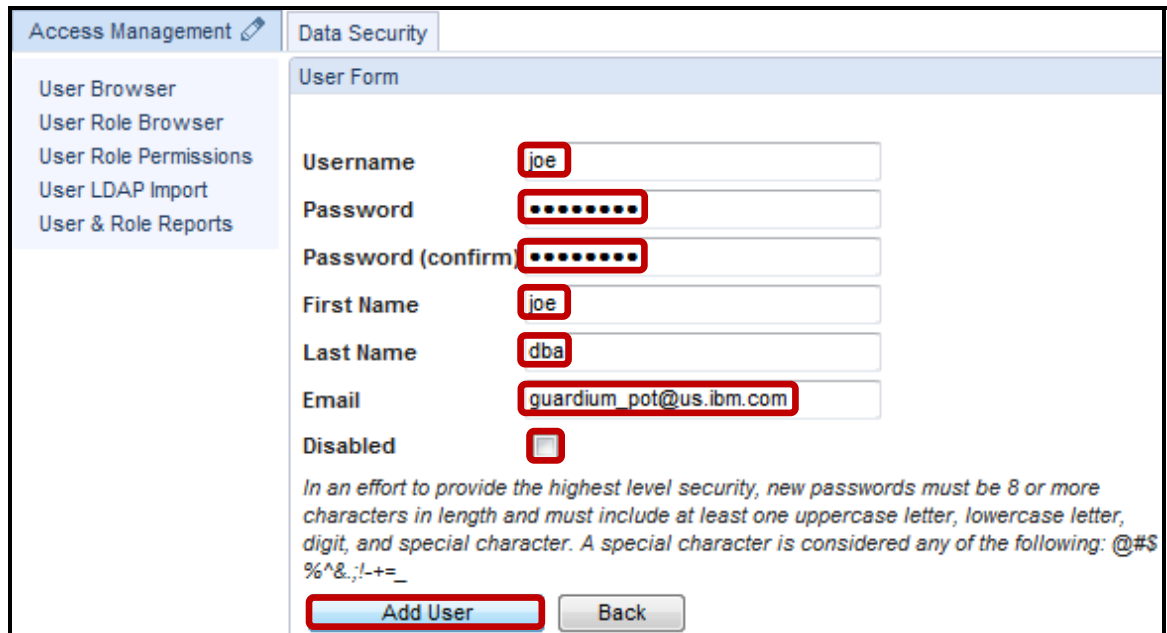 Access Management
Data Security
User Browser
User Role Browser
User Role Permissions
User LDAP Import
User & Role Reports
User Form
Username joe
Password ••••••••
Password (confirm) ••••••••
First Name joe
Last Name dba
Email guardium_pot@us.ibm.com
Disabled
In an effort to provide the highest level security, new passwords must be 8 or more
characters in length and must include at least one uppercase letter, lowercase letter,
digit, and special character. A special character is considered any of the following: @#$
%^&.;!-+=_
Add User
Back